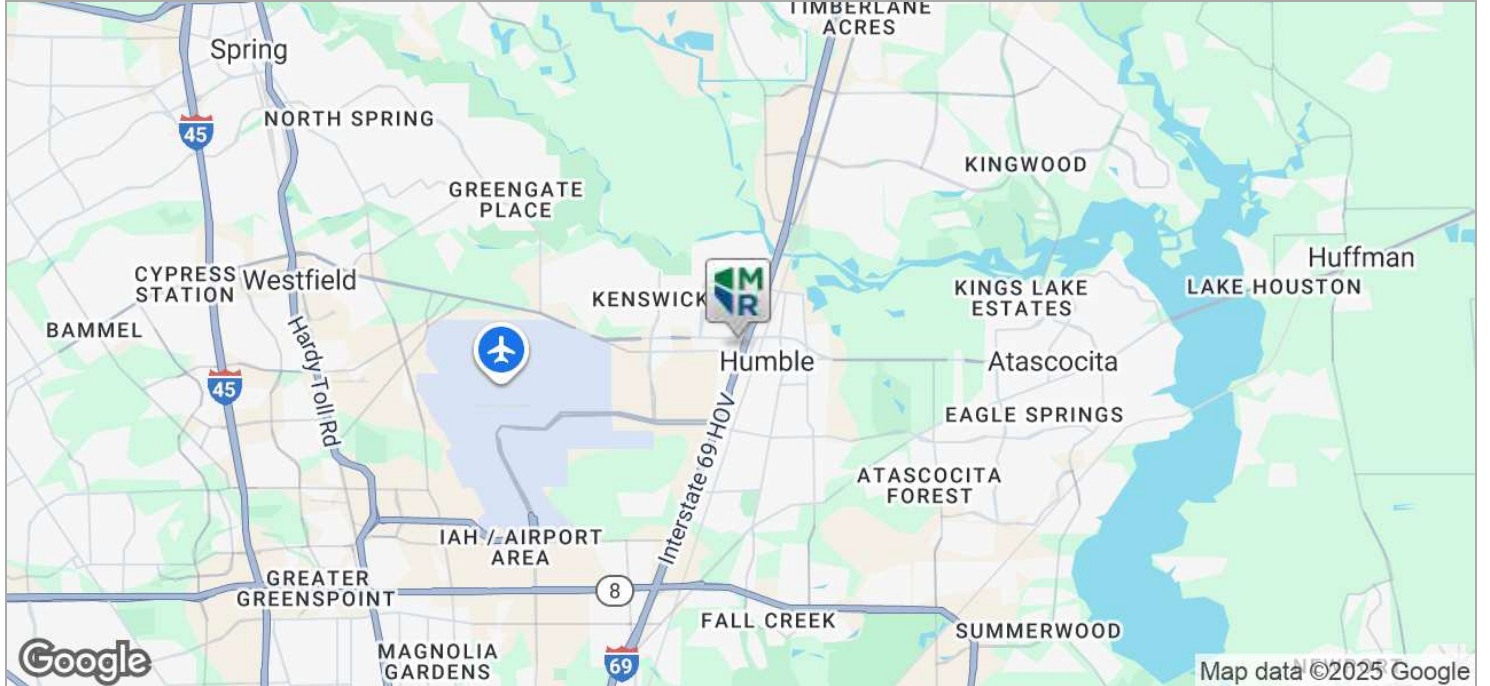 TIMBERLANE
ACRES
Spring
45
NORTH SPRING
KINGWOOD
GREENGATE
PLACE
Huffman
CYPRESS
STATION
Westfield
M
R
KENSWICK
KINGS LAKE
ESTATES
LAKE HOUSTON
BAMMEL
Hardy Toll Rd
Humble
Atascocita
45
EAGLE SPRINGS
Interstate 69 HOV
ATASCOCITA
FOREST
IAH / AIRPORT
AREA
GREATER
GREENSPOINT
8
FALL CREEK
SUMMERWOOD
MAGNOLIA
GARDENS
69
Google
Map data ©2025 Google